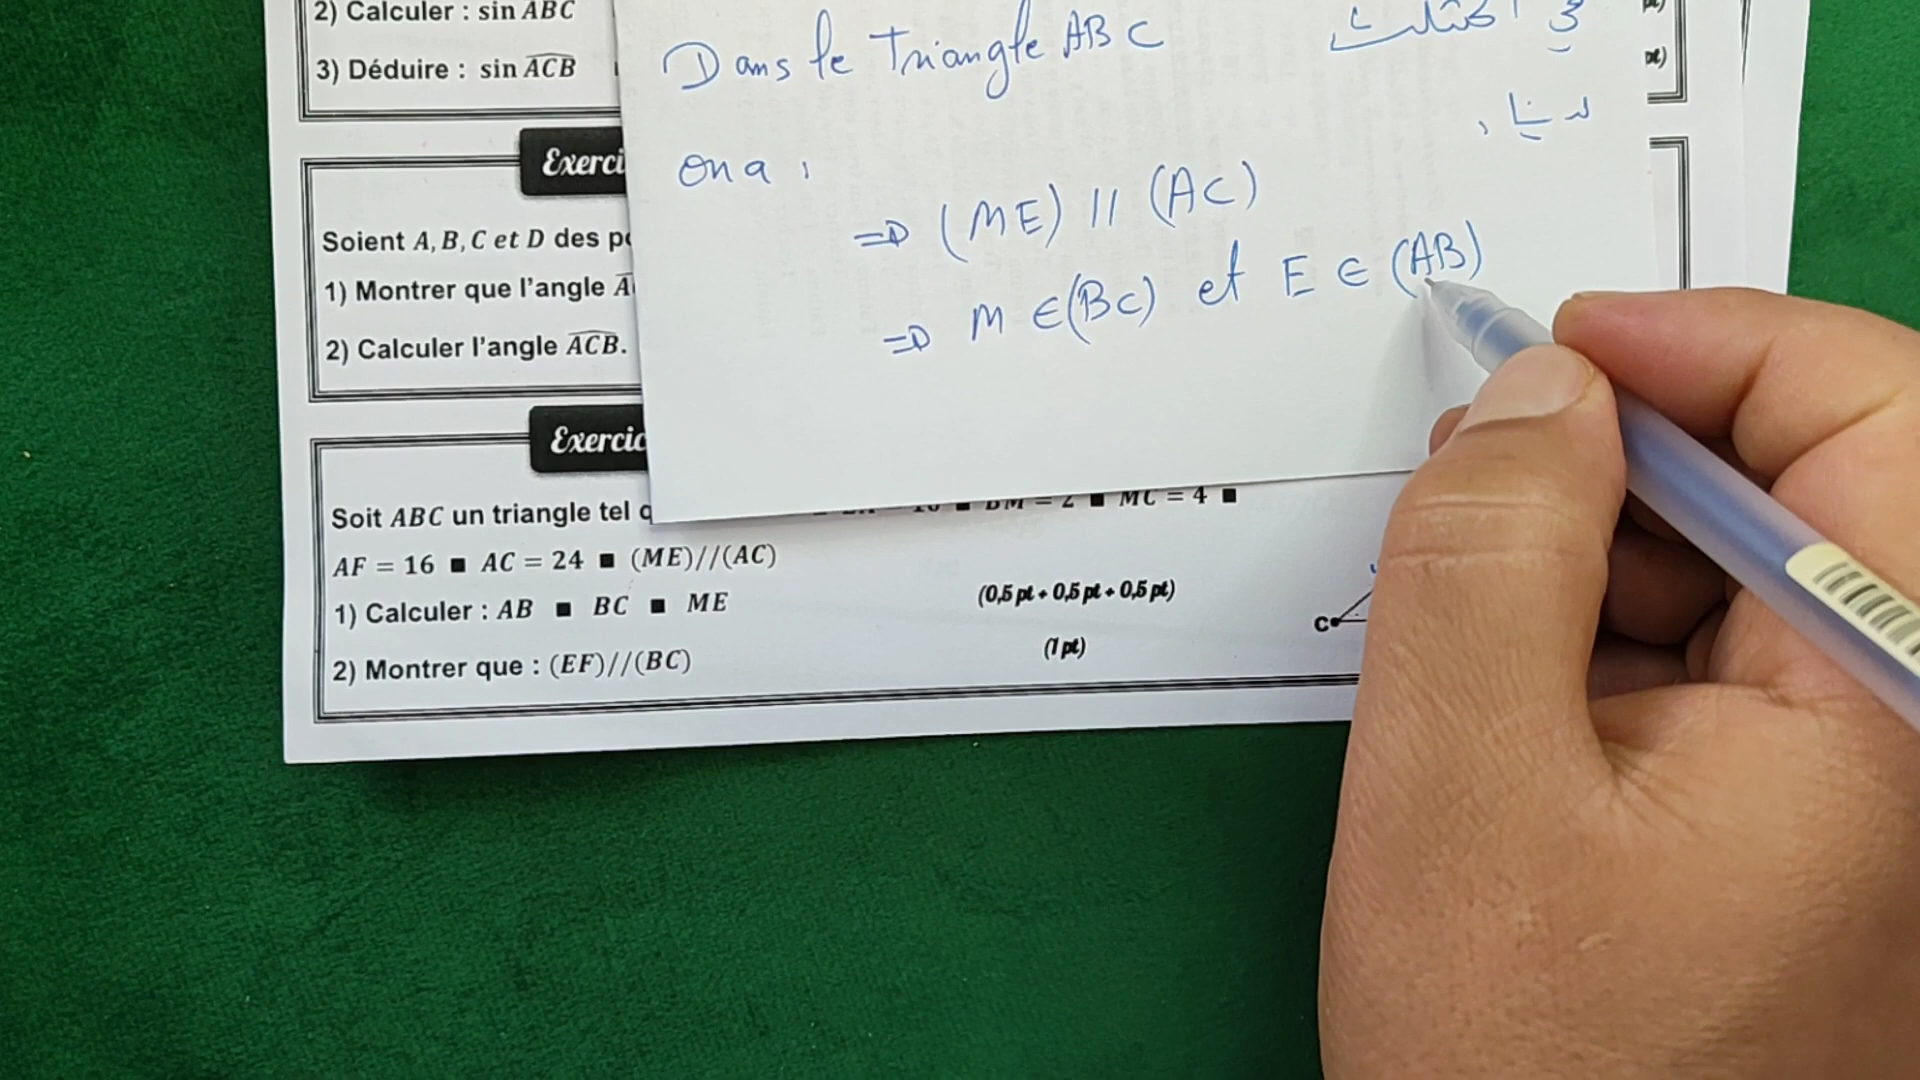 2) Calculer : sin ABC
3) Déduire : sin ACB
pt)
Dans le Triangle ABC
لدينا ,
on a ,
=> (ME) // (AC)
=> M ∈ (BC) et E ∈ (AB)
Exerci
Soient A, B, C et D des
1) Montrer que l'angle A
2) Calculer l'angle ACB.
Exercic
Soit ABC un triangle tel
BM = 2 ■ MC = 4 ■
AF = 16 ■ AC = 24 ■ (ME)//(AC)
1) Calculer : AB ■ BC ■ ME (0,5 pt + 0,5 pt + 0,5 pt)
2) Montrer que : (EF)//(BC) (1 pt)
C